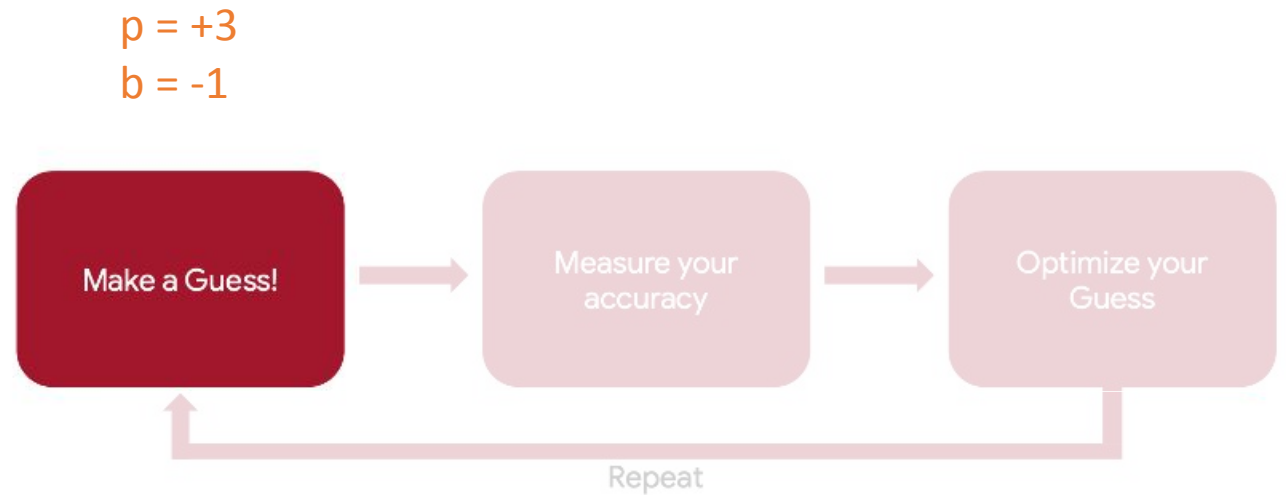 p = +3
b = -1
Make a Guess!
Measure your
accuracy
Optimize your
Guess
Repeat